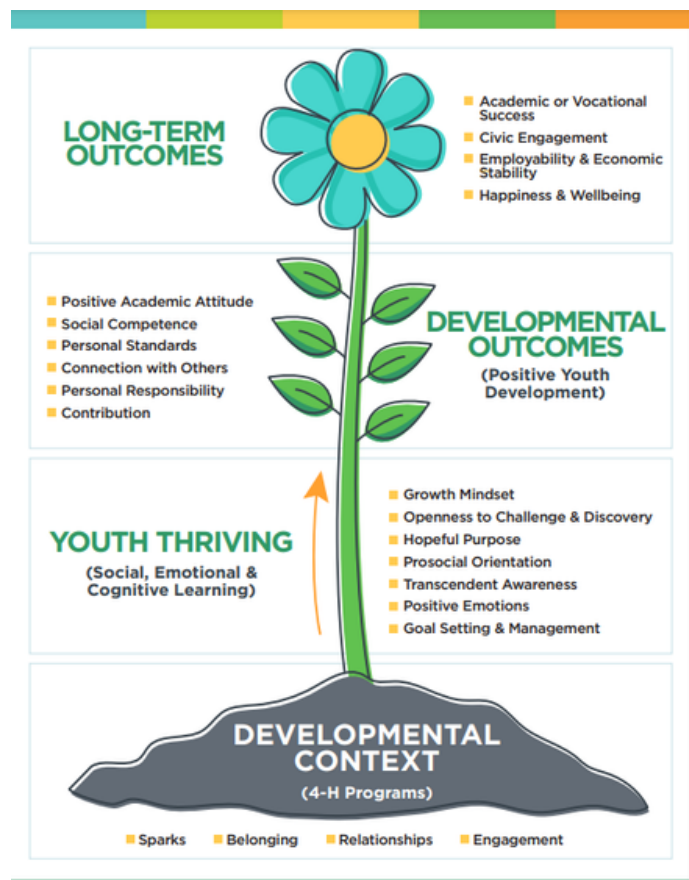 LONG-TERM
OUTCOMES
Academic or Vocational
Success
Civic Engagement
Employability & Economic
Stability
Happiness & Wellbeing
Positive Academic Attitude
Social Competence
Personal Standards
Connection with Others
Personal Responsibility
Contribution
DEVELOPMENTAL
OUTCOMES
(Positive Youth
Development)
YOUTH THRIVING
(Social, Emotional &
Cognitive Learning)
Growth Mindset
Openness to Challenge & Discovery
Hopeful Purpose
Prosocial Orientation
Transcendent Awareness
Positive Emotions
Goal Setting & Management
DEVELOPMENTAL
CONTEXT
(4-H Programs)
Sparks Belonging Relationships Engagement